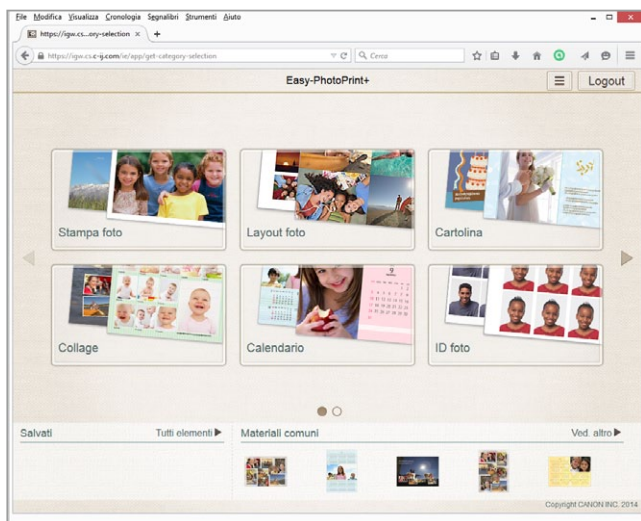 File Modifica Visualizza Cronologia Segnalibri Strumenti Aiuto
https://igw.cs...ory-selection × +
https://igw.cs.c-ij.com/ie/app/get-category-selection
Cerca
Easy-PhotoPrint+
Logout
Stampa foto
Layout foto
Cartolina
Collage
Calendario
ID foto
Salvati
Tutti elementi
Materiali comuni
Ved. altro
Copyright CANON INC. 2014